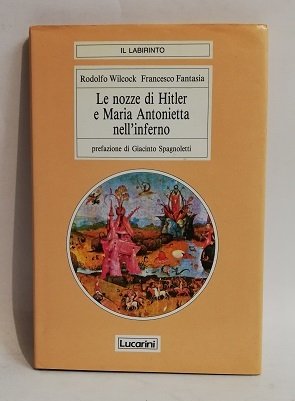 IL LABIRINTO
Rodolfo Wilcock Francesco Fantasia
Le nozze di Hitler
e Maria Antonietta
nell'inferno
prefazione di Giacinto Spagnoletti
Lucarini